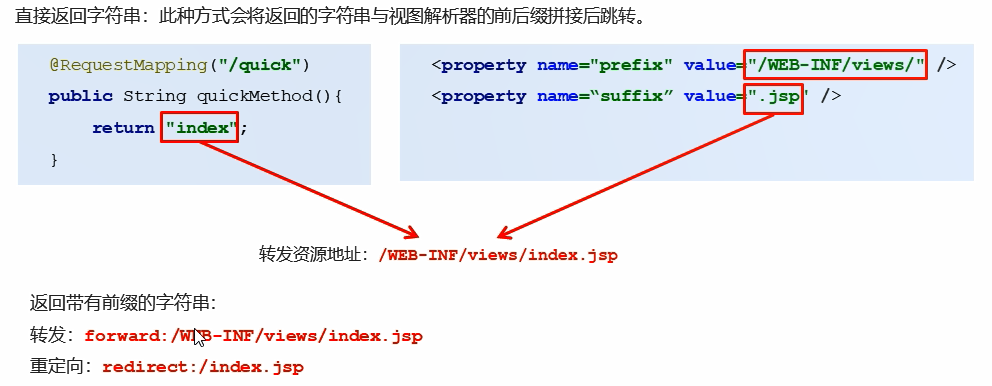 直接返回字符串：此种方式会将返回的字符串与视图解析器的前后缀拼接后跳转。
@RequestMapping("/quick")
public String quickMethod(){
return "index";
}
<property name="prefix" value="/WEB-INF/views/" />
<property name=“suffix” value=".jsp" />
转发资源地址：/WEB-INF/views/index.jsp
返回带有前缀的字符串：
转发：forward:/WEB-INF/views/index.jsp
重定向：redirect:/index.jsp